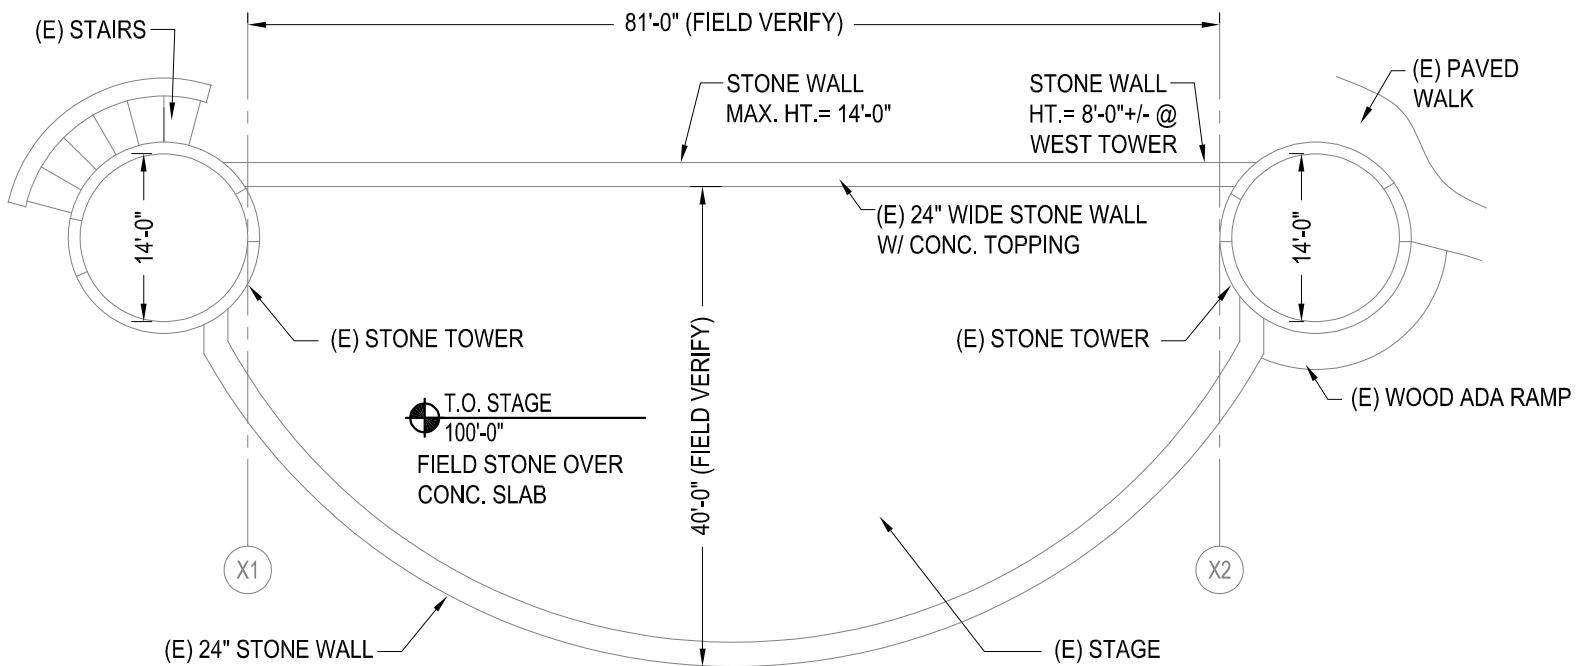 81'-0" (FIELD VERIFY)
(E) STAIRS
STONE WALL
MAX. HT.= 14'-0"
STONE WALL
HT.= 8'-0"+/- @
WEST TOWER
(E) PAVED
WALK
14'-0"
(E) 24" WIDE STONE WALL
W/ CONC. TOPPING
14'-0"
(E) STONE TOWER
(E) STONE TOWER
(E) WOOD ADA RAMP
T.O. STAGE
100'-0"
FIELD STONE OVER
CONC. SLAB
40'-0" (FIELD VERIFY)
X1
X2
(E) 24" STONE WALL
(E) STAGE